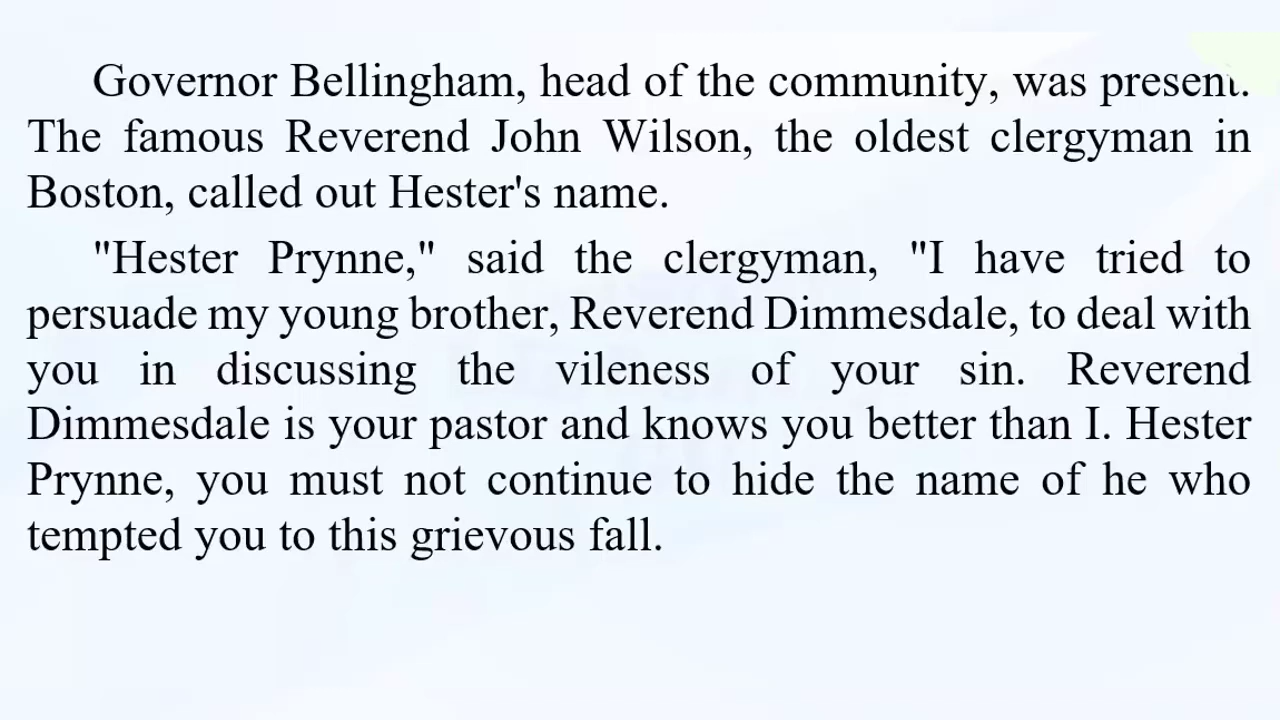 Governor Bellingham, head of the community, was present.
The famous Reverend John Wilson, the oldest clergyman in
Boston, called out Hester's name.
"Hester Prynne," said the clergyman, "I have tried to
persuade my young brother, Reverend Dimmesdale, to deal with
you in discussing the vileness of your sin. Reverend
Dimmesdale is your pastor and knows you better than I. Hester
Prynne, you must not continue to hide the name of he who
tempted you to this grievous fall.